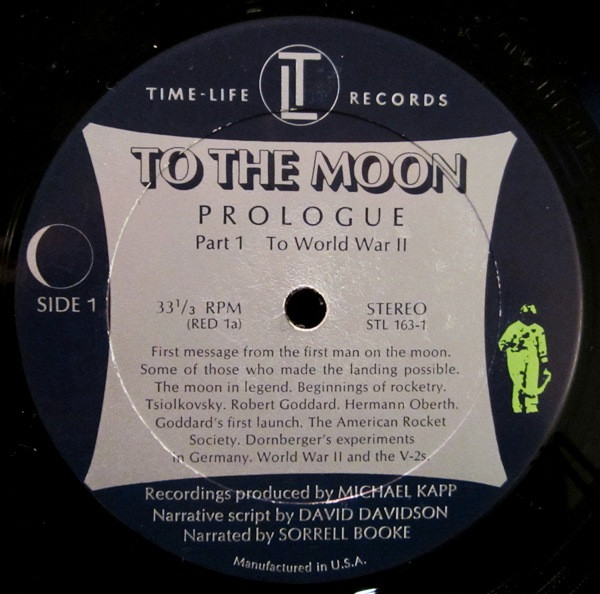 TIME-LIFE TL RECORDS
TO THE MOON
PROLOGUE
Part 1 To World War II
SIDE 1
33 1/3 RPM STEREO
(RED 1a) STL 163-1
First message from the first man on the moon.
Some of those who made the landing possible.
The moon in legend. Beginnings of rocketry.
Tsiolkovsky. Robert Goddard. Hermann Oberth.
Goddard's first launch. The American Rocket
Society. Dornberger's experiments
in Germany. World War II and the V-2s.
Recordings produced by MICHAEL KAPP
Narrative script by DAVID DAVIDSON
Narrated by SORRELL BOOKE
Manufactured in U.S.A.